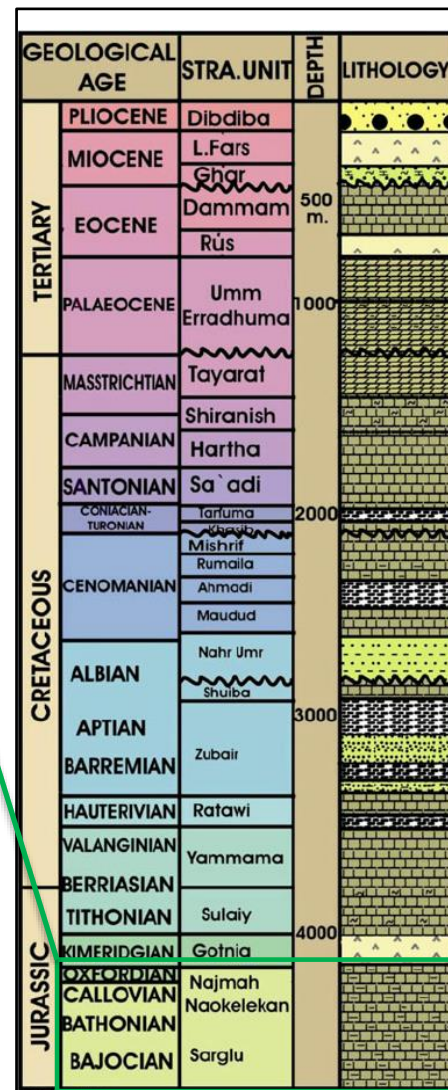 GEOLOGICAL AGE
STRA.UNIT
DEPTH
LITHOLOGY
TERTIARY
PLIOCENE
Dibdiba
MIOCENE
L.Fars
Ghar
EOCENE
Dammam
500
m.
Rus
PALAEOCENE
Umm
Erradhuma
1000
CRETACEOUS
MASSTRICHTIAN
Tayarat
Shiranish
CAMPANIAN
Hartha
SANTONIAN
Sa`adi
CONIACIAN-
TURONIAN
Tanuma
2000
Khasib
CENOMANIAN
Mishrif
Rumaila
Ahmadi
Maudud
ALBIAN
Nahr Umr
Shuiba
3000
APTIAN
BARREMIAN
Zubair
HAUTERIVIAN
Ratawi
VALANGINIAN
Yammama
BERRIASIAN
JURASSIC
TITHONIAN
Sulaiy
4000
KIMERIDGIAN
Gotnia
OXFORDIAN
CALLOVIAN
Najmah
Naokelekan
BATHONIAN
BAJOCIAN
Sarglu